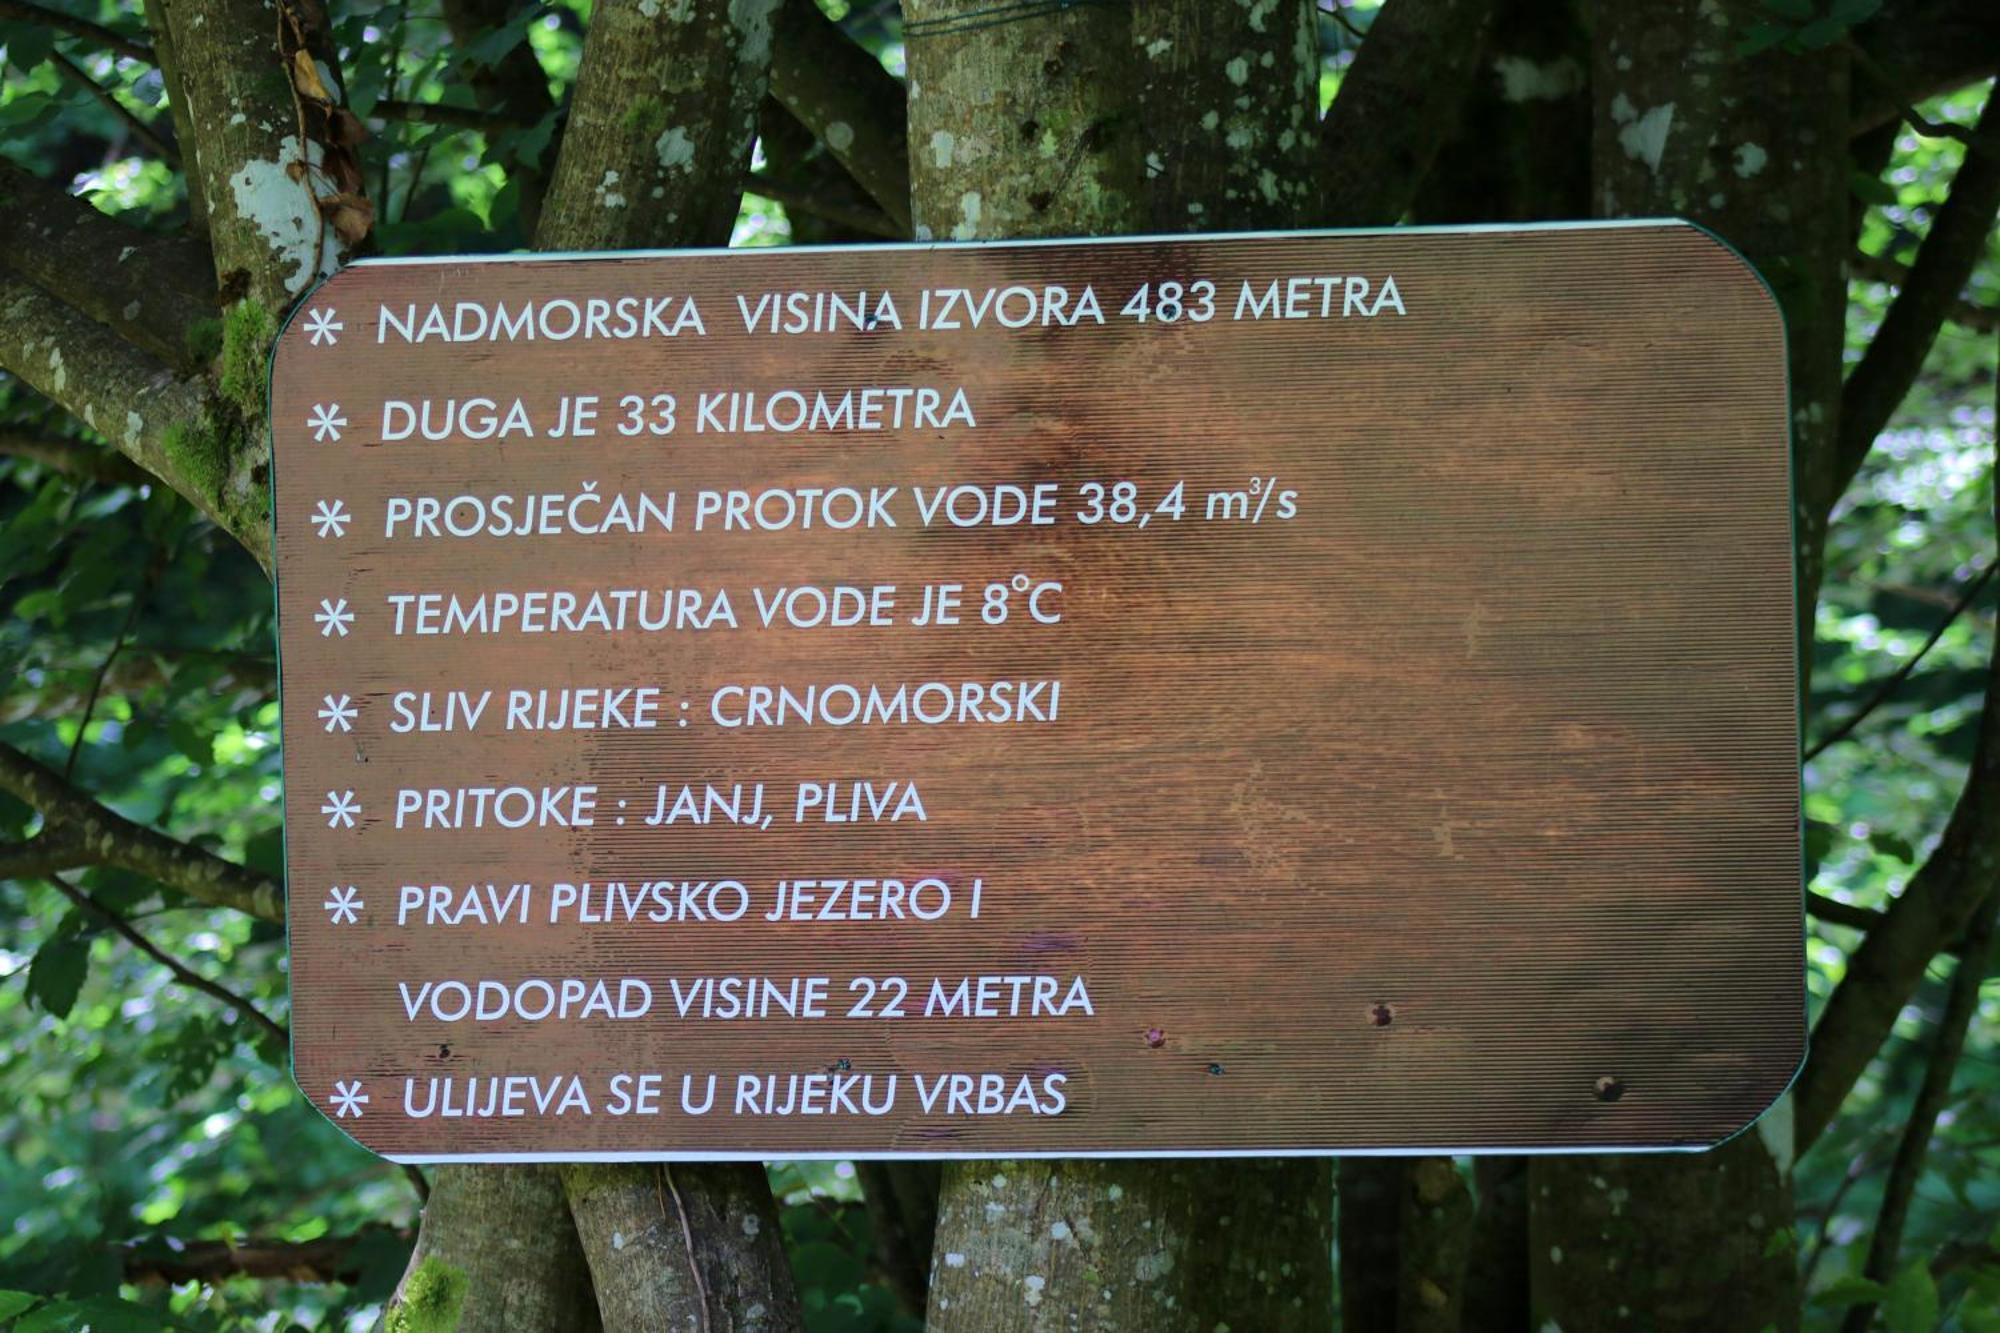 * NADMORSKA VISINA IZVORA 483 METRA
* DUGA JE 33 KILOMETRA
* PROSJEČAN PROTOK VODE 38,4 m³/s
* TEMPERATURA VODE JE 8°C
* SLIV RIJEKE : CRNOMORSKI
* PRITOKE : JANJ, PLIVA
* PRAVI PLIVSKO JEZERO I
VODOPAD VISINE 22 METRA
* ULIJEVA SE U RIJEKU VRBAS